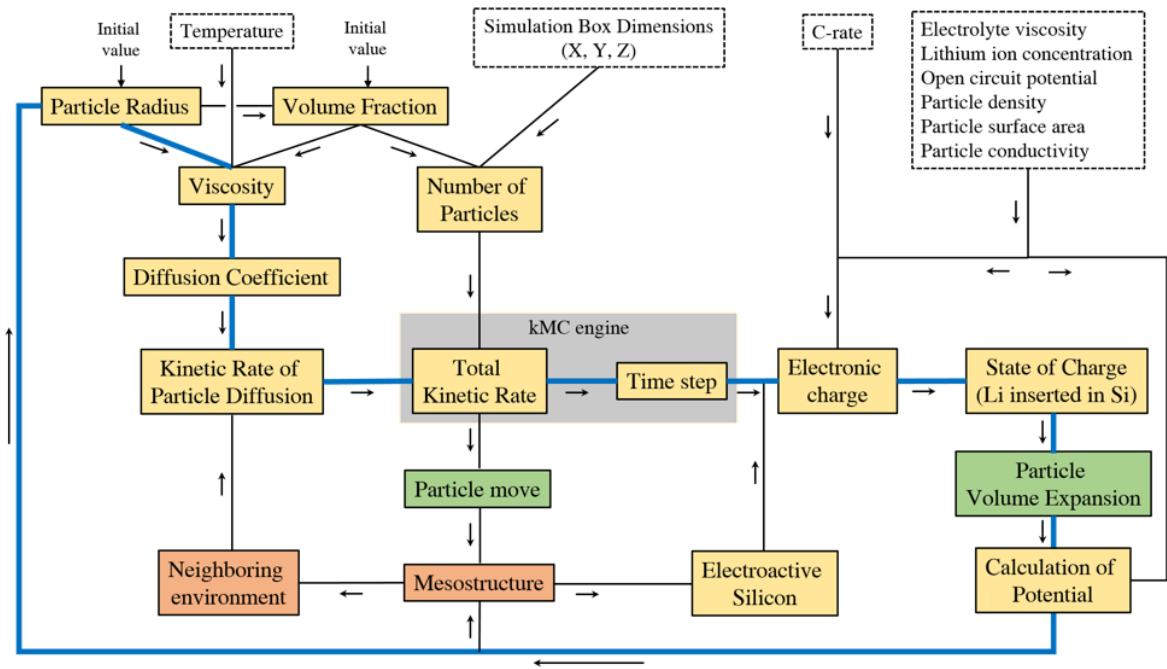 Initial
value
Temperature
Initial
value
Simulation Box Dimensions
(X, Y, Z)
C-rate
Electrolyte viscosity
Lithium ion concentration
Open circuit potential
Particle density
Particle surface area
Particle conductivity
Particle Radius
Volume Fraction
Viscosity
Number of
Particles
Diffusion Coefficient
kMC engine
Kinetic Rate of
Particle Diffusion
Total
Kinetic Rate
Time step
Electronic
charge
State of Charge
(Li inserted in Si)
Particle move
Particle
Volume Expansion
Neighboring
environment
Mesostructure
Electroactive
Silicon
Calculation of
Potential